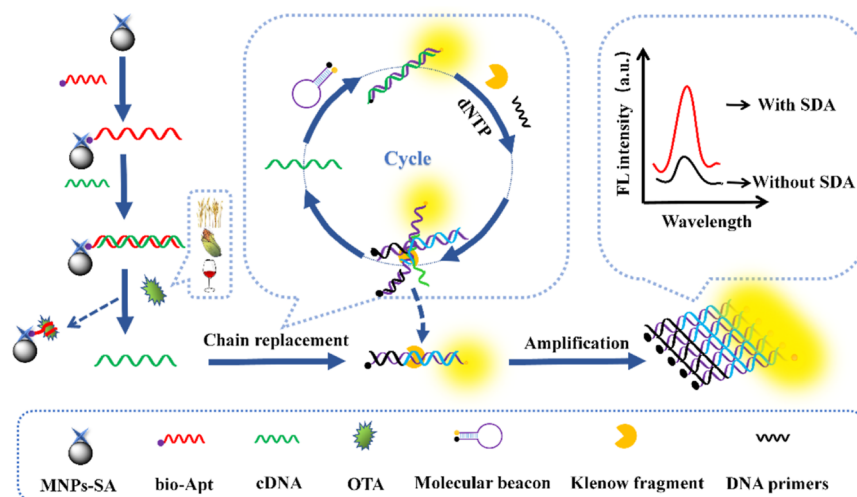 dNTP
Cycle
FL intensity (a.u.)
With SDA
Without SDA
Wavelength
Chain replacement
Amplification
MNPs-SA
bio-Apt
cDNA
OTA
Molecular beacon
Klenow fragment
DNA primers